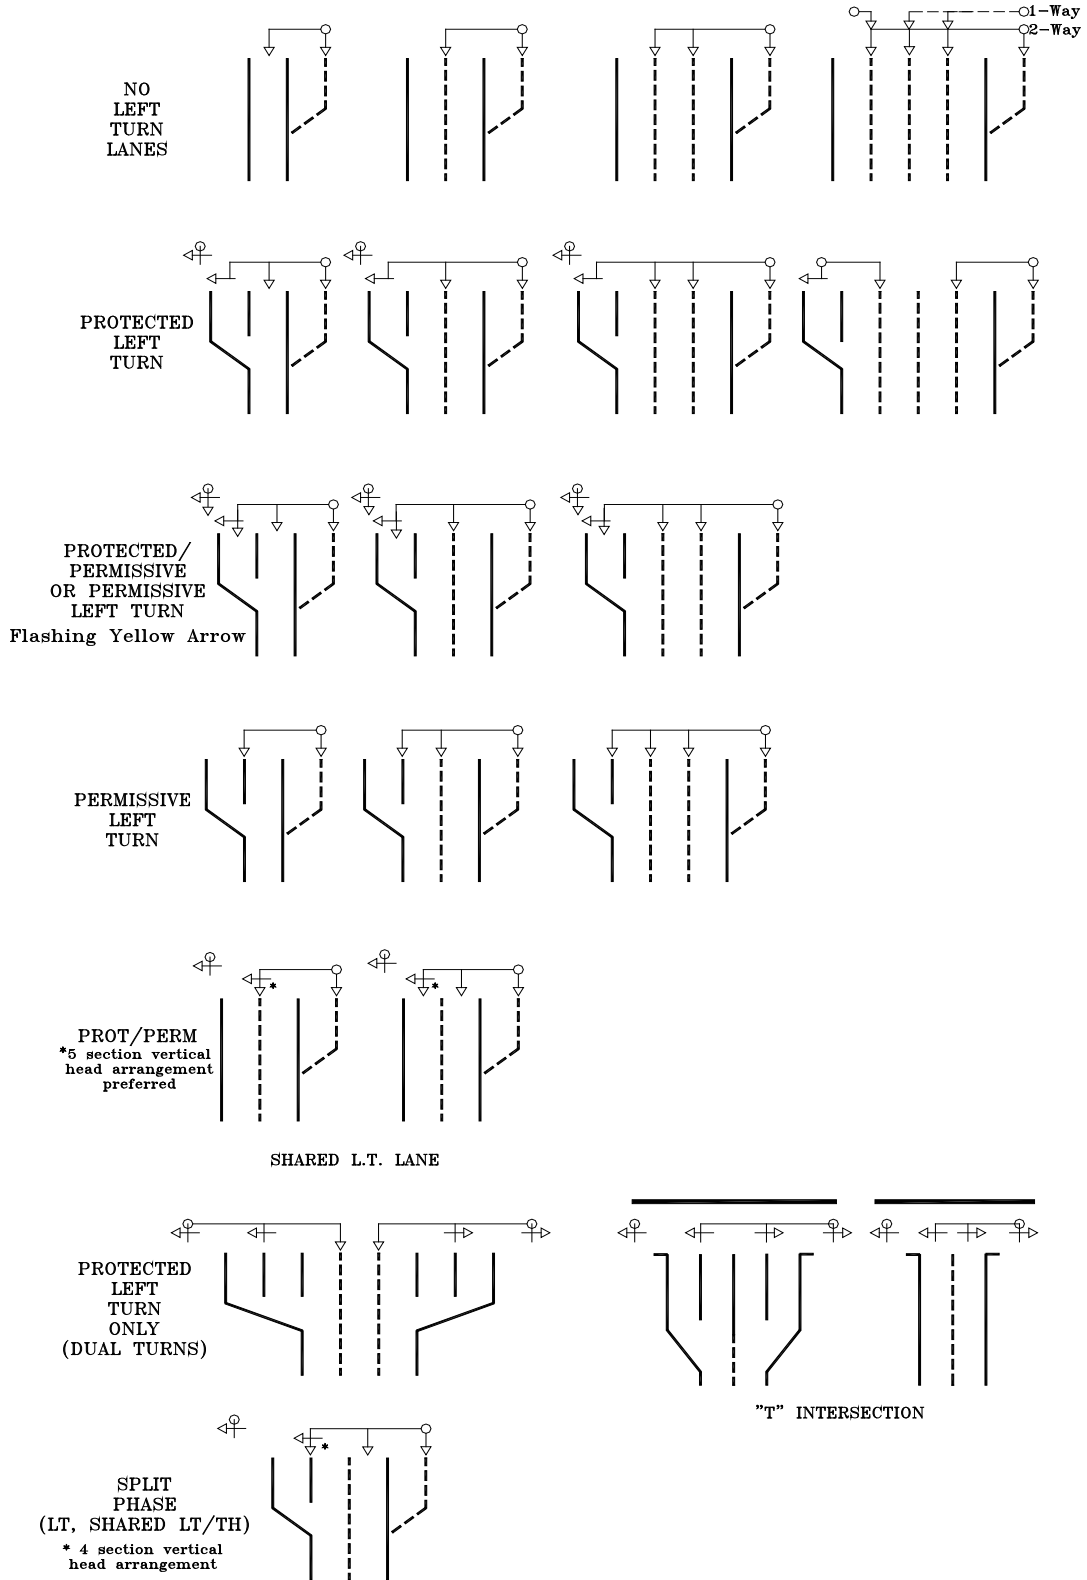 1-Way
2-Way
NO
LEFT
TURN
LANES
PROTECTED
LEFT
TURN
PROTECTED/
PERMISSIVE
OR PERMISSIVE
LEFT TURN
Flashing Yellow Arrow
PERMISSIVE
LEFT
TURN
*
*
PROT/PERM
*5 section vertical
head arrangement
preferred
SHARED L.T. LANE
PROTECTED
LEFT
TURN
ONLY
(DUAL TURNS)
"T" INTERSECTION
*
SPLIT
PHASE
(LT, SHARED LT/TH)
* 4 section vertical
head arrangement